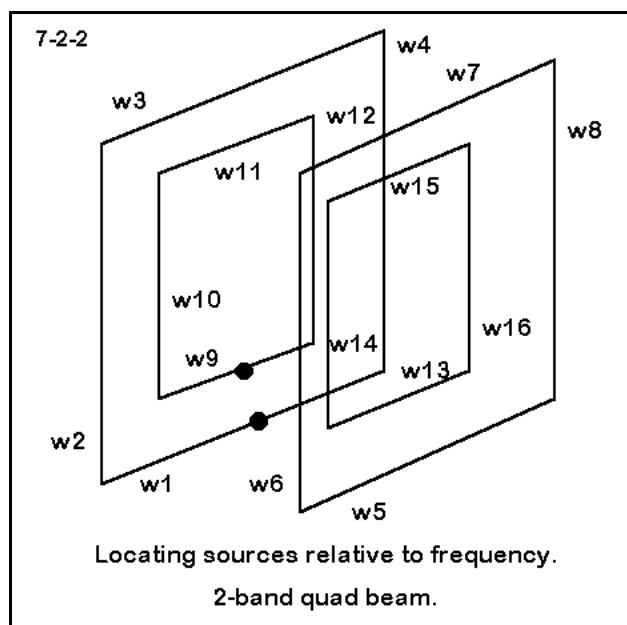 7-2-2
w4
w7
w3
w12
w8
w11
w15
w10
w16
w14
w9
w13
w2
w1
w6
w5
Locating sources relative to frequency.
2-band quad beam.